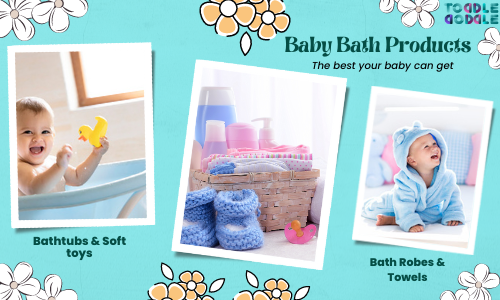 TODDLE
GODDLE
Baby Bath Products
The best your baby can get
Bathtubs & Soft
toys
Bath Robes &
Towels